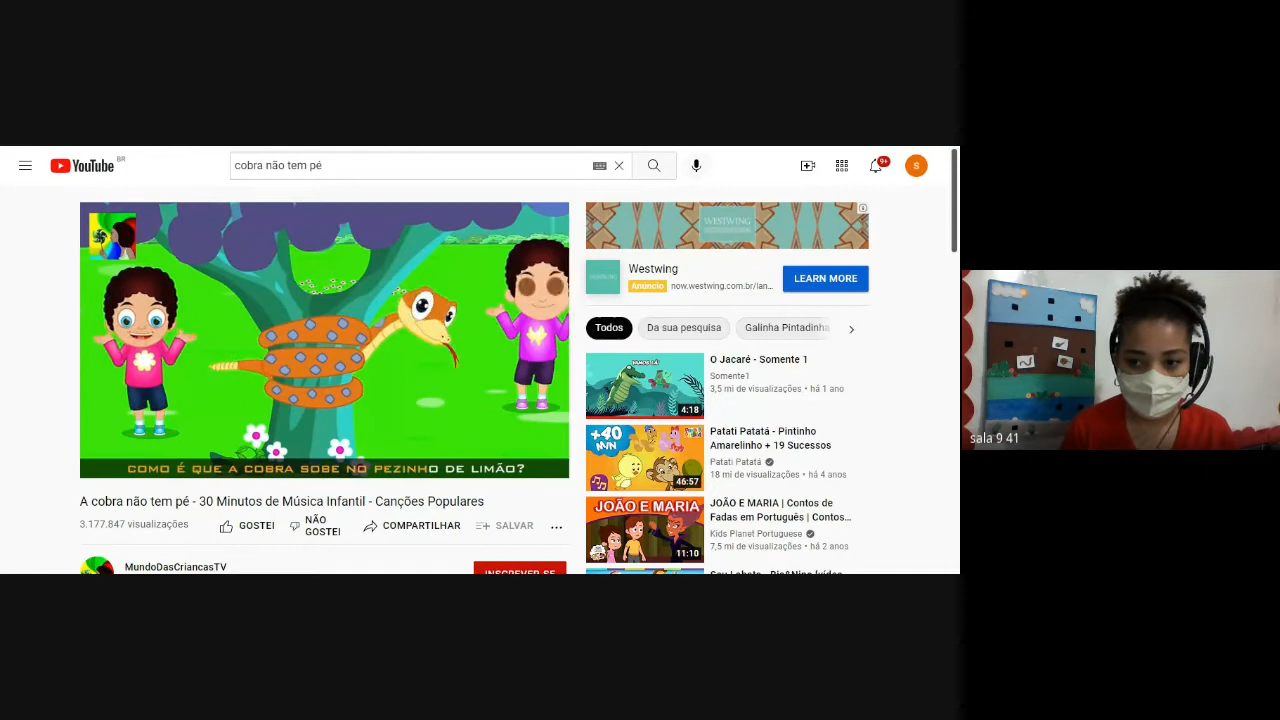 YouTube BR
cobra não tem pé
9+
S
COMO É QUE A COBRA SOBE NO PEZINHO DE LIMÃO?
A cobra não tem pé - 30 Minutos de Música Infantil - Canções Populares
3.177.847 visualizações
GOSTEI
NÃO
GOSTEI
COMPARTILHAR
SALVAR
MundoDasCriancasTV
INSCREVER-SE
WESTWING
Westwing
Anúncio now.westwing.com.br/lan...
LEARN MORE
Todos
Da sua pesquisa
Galinha Pintadinha
4:18
O Jacaré - Somente 1
Somente1
3,5 mi de visualizações • há 1 ano
+40
MIN
46:57
Patati Patatá - Pintinho
Amarelinho + 19 Sucessos
Patati Patatá
18 mi de visualizações • há 4 anos
JOÃO E MARIA
11:10
JOÃO E MARIA | Contos de
Fadas em Português | Contos...
Kids Planet Portuguese
7,5 mi de visualizações • há 2 anos
sala 9 41